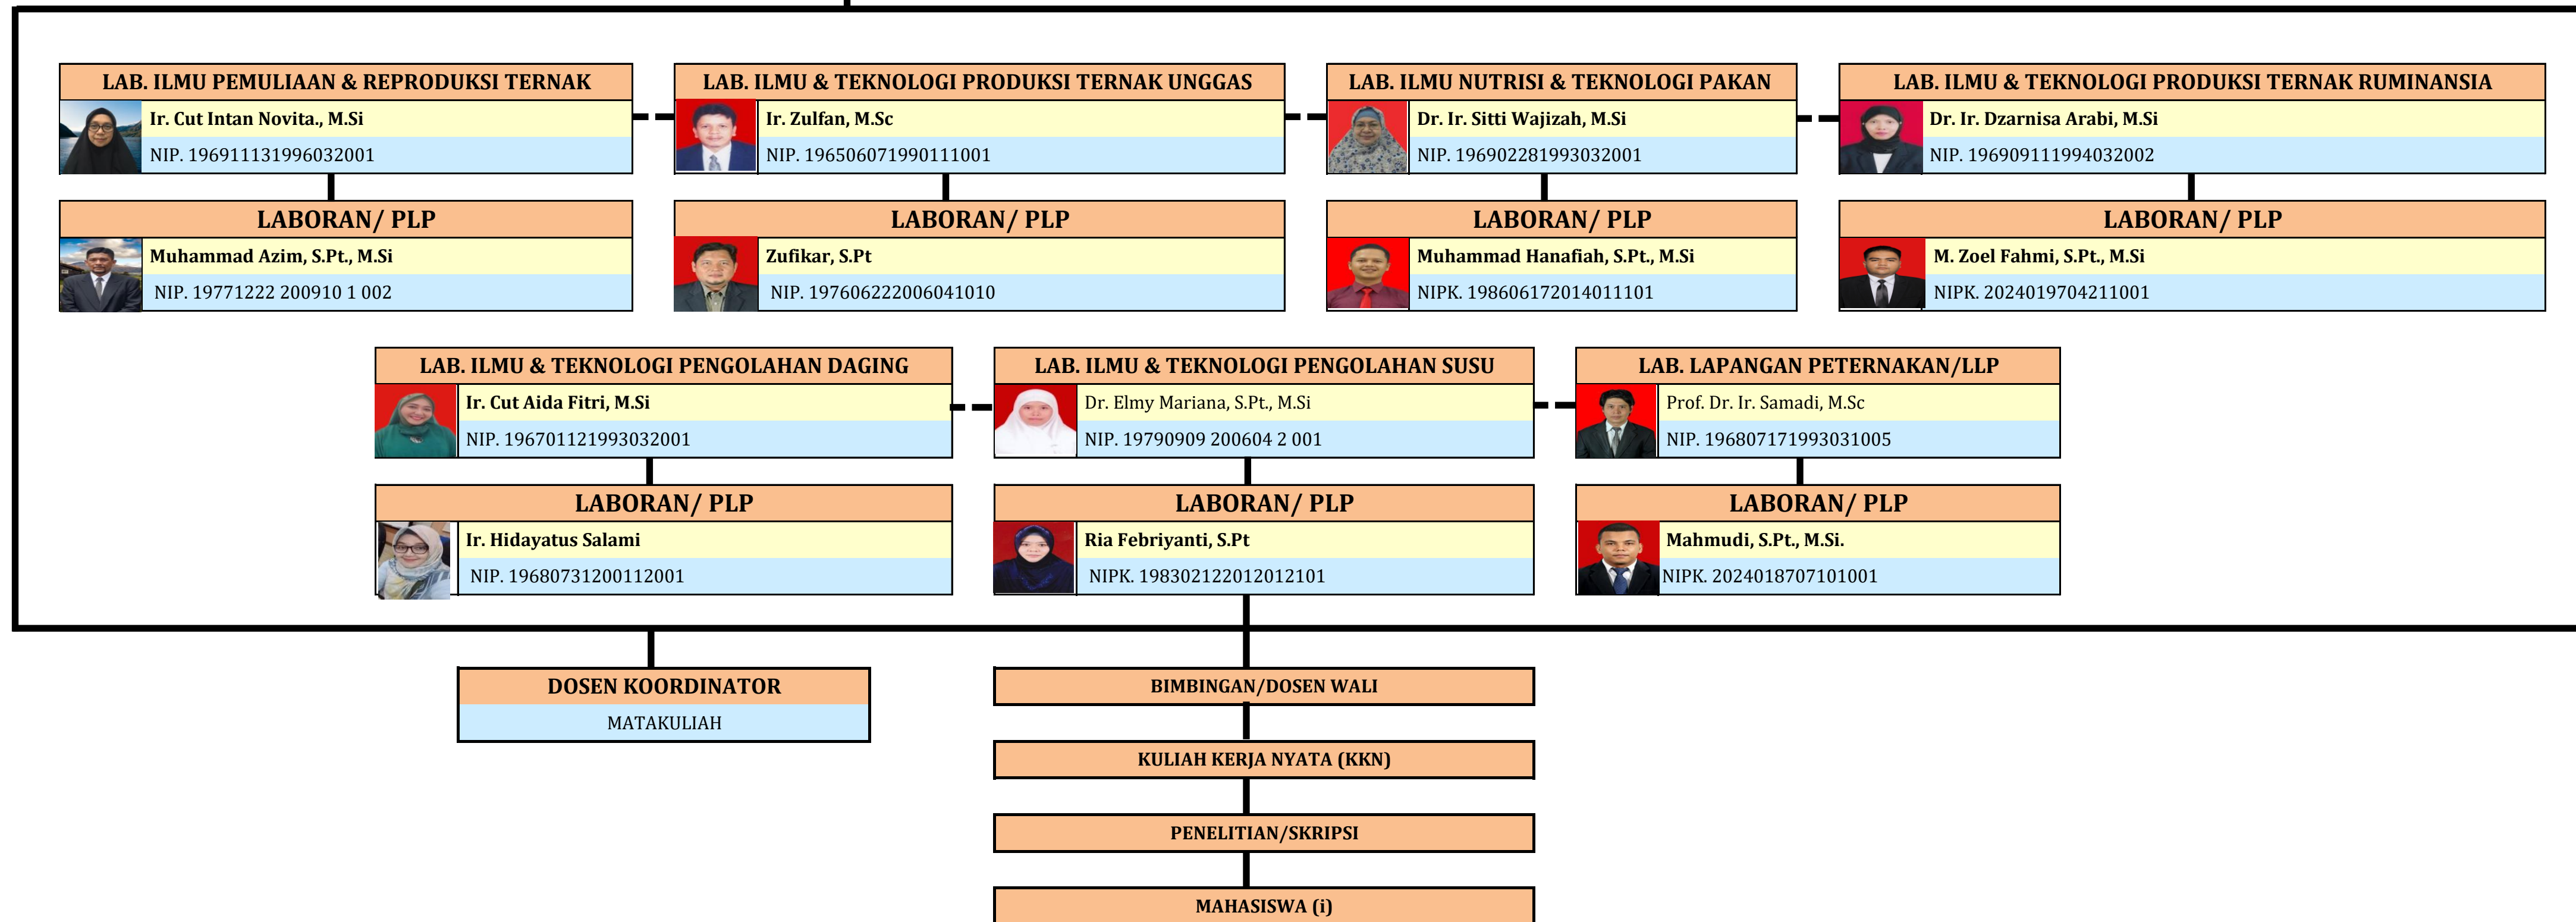 LAB. ILMU PEMULIAAN & REPRODUKSI TERNAK
Ir. Cut Intan Novita., M.Si
NIP. 196911131996032001
LABORAN/ PLP
Muhammad Azim, S.Pt., M.Si
NIP. 19771222 200910 1 002
LAB. ILMU & TEKNOLOGI PRODUKSI TERNAK UNGGAS
Ir. Zulfan, M.Sc
NIP. 196506071990111001
LABORAN/ PLP
Zufikar, S.Pt
NIP. 197606222006041010
LAB. ILMU NUTRISI & TEKNOLOGI PAKAN
Dr. Ir. Sitti Wajizah, M.Si
NIP. 196902281993032001
LABORAN/ PLP
Muhammad Hanafiah, S.Pt., M.Si
NIPK. 198606172014011101
LAB. ILMU & TEKNOLOGI PRODUKSI TERNAK RUMINANSIA
Dr. Ir. Dzarnisa Arabi, M.Si
NIP. 196909111994032002
LABORAN/ PLP
M. Zoel Fahmi, S.Pt., M.Si
NIPK. 2024019704211001
LAB. ILMU & TEKNOLOGI PENGOLAHAN DAGING
Ir. Cut Aida Fitri, M.Si
NIP. 196701121993032001
LABORAN/ PLP
Ir. Hidayatus Salami
NIP. 19680731200112001
LAB. ILMU & TEKNOLOGI PENGOLAHAN SUSU
Dr. Elmy Mariana, S.Pt., M.Si
NIP. 19790909 200604 2 001
LABORAN/ PLP
Ria Febriyanti, S.Pt
NIPK. 198302122012012101
LAB. LAPANGAN PETERNAKAN/LLP
Prof. Dr. Ir. Samadi, M.Sc
NIP. 196807171993031005
LABORAN/ PLP
Mahmudi, S.Pt., M.Si.
NIPK. 2024018707101001
DOSEN KOORDINATOR
MATAKULIAH
BIMBINGAN/DOSEN WALI
KULIAH KERJA NYATA (KKN)
PENELITIAN/SKRIPSI
MAHASISWA (i)